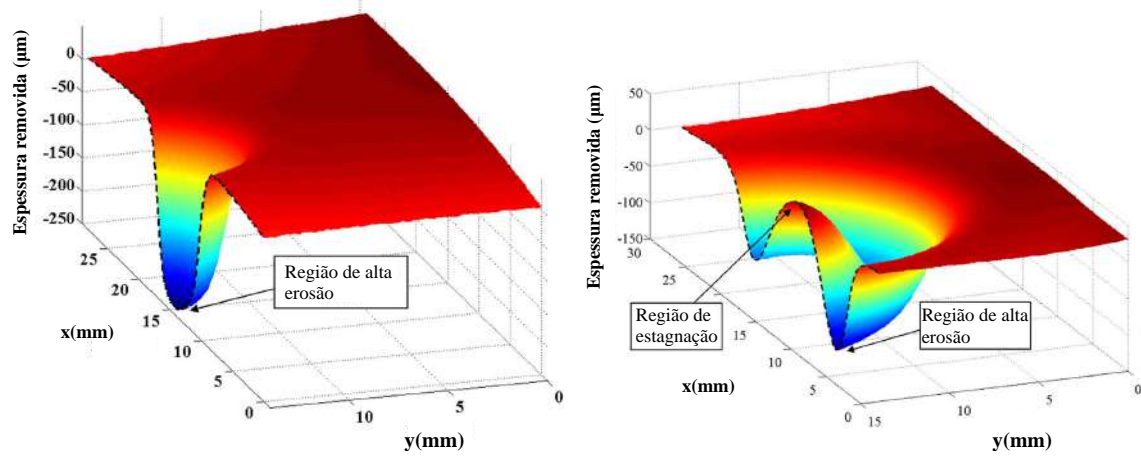 Espessura removida (μm)
0
-50
-100
-150
-200
-250
25
20
15
10
5
0
x(mm)
10
5
0
y(mm)
Região de alta
erosão
Espessura removida (μm)
50
0
-50
-100
-150
30
25
20
15
10
5
0
x(mm)
15
10
5
0
y(mm)
Região de
estagnação
Região de alta
erosão